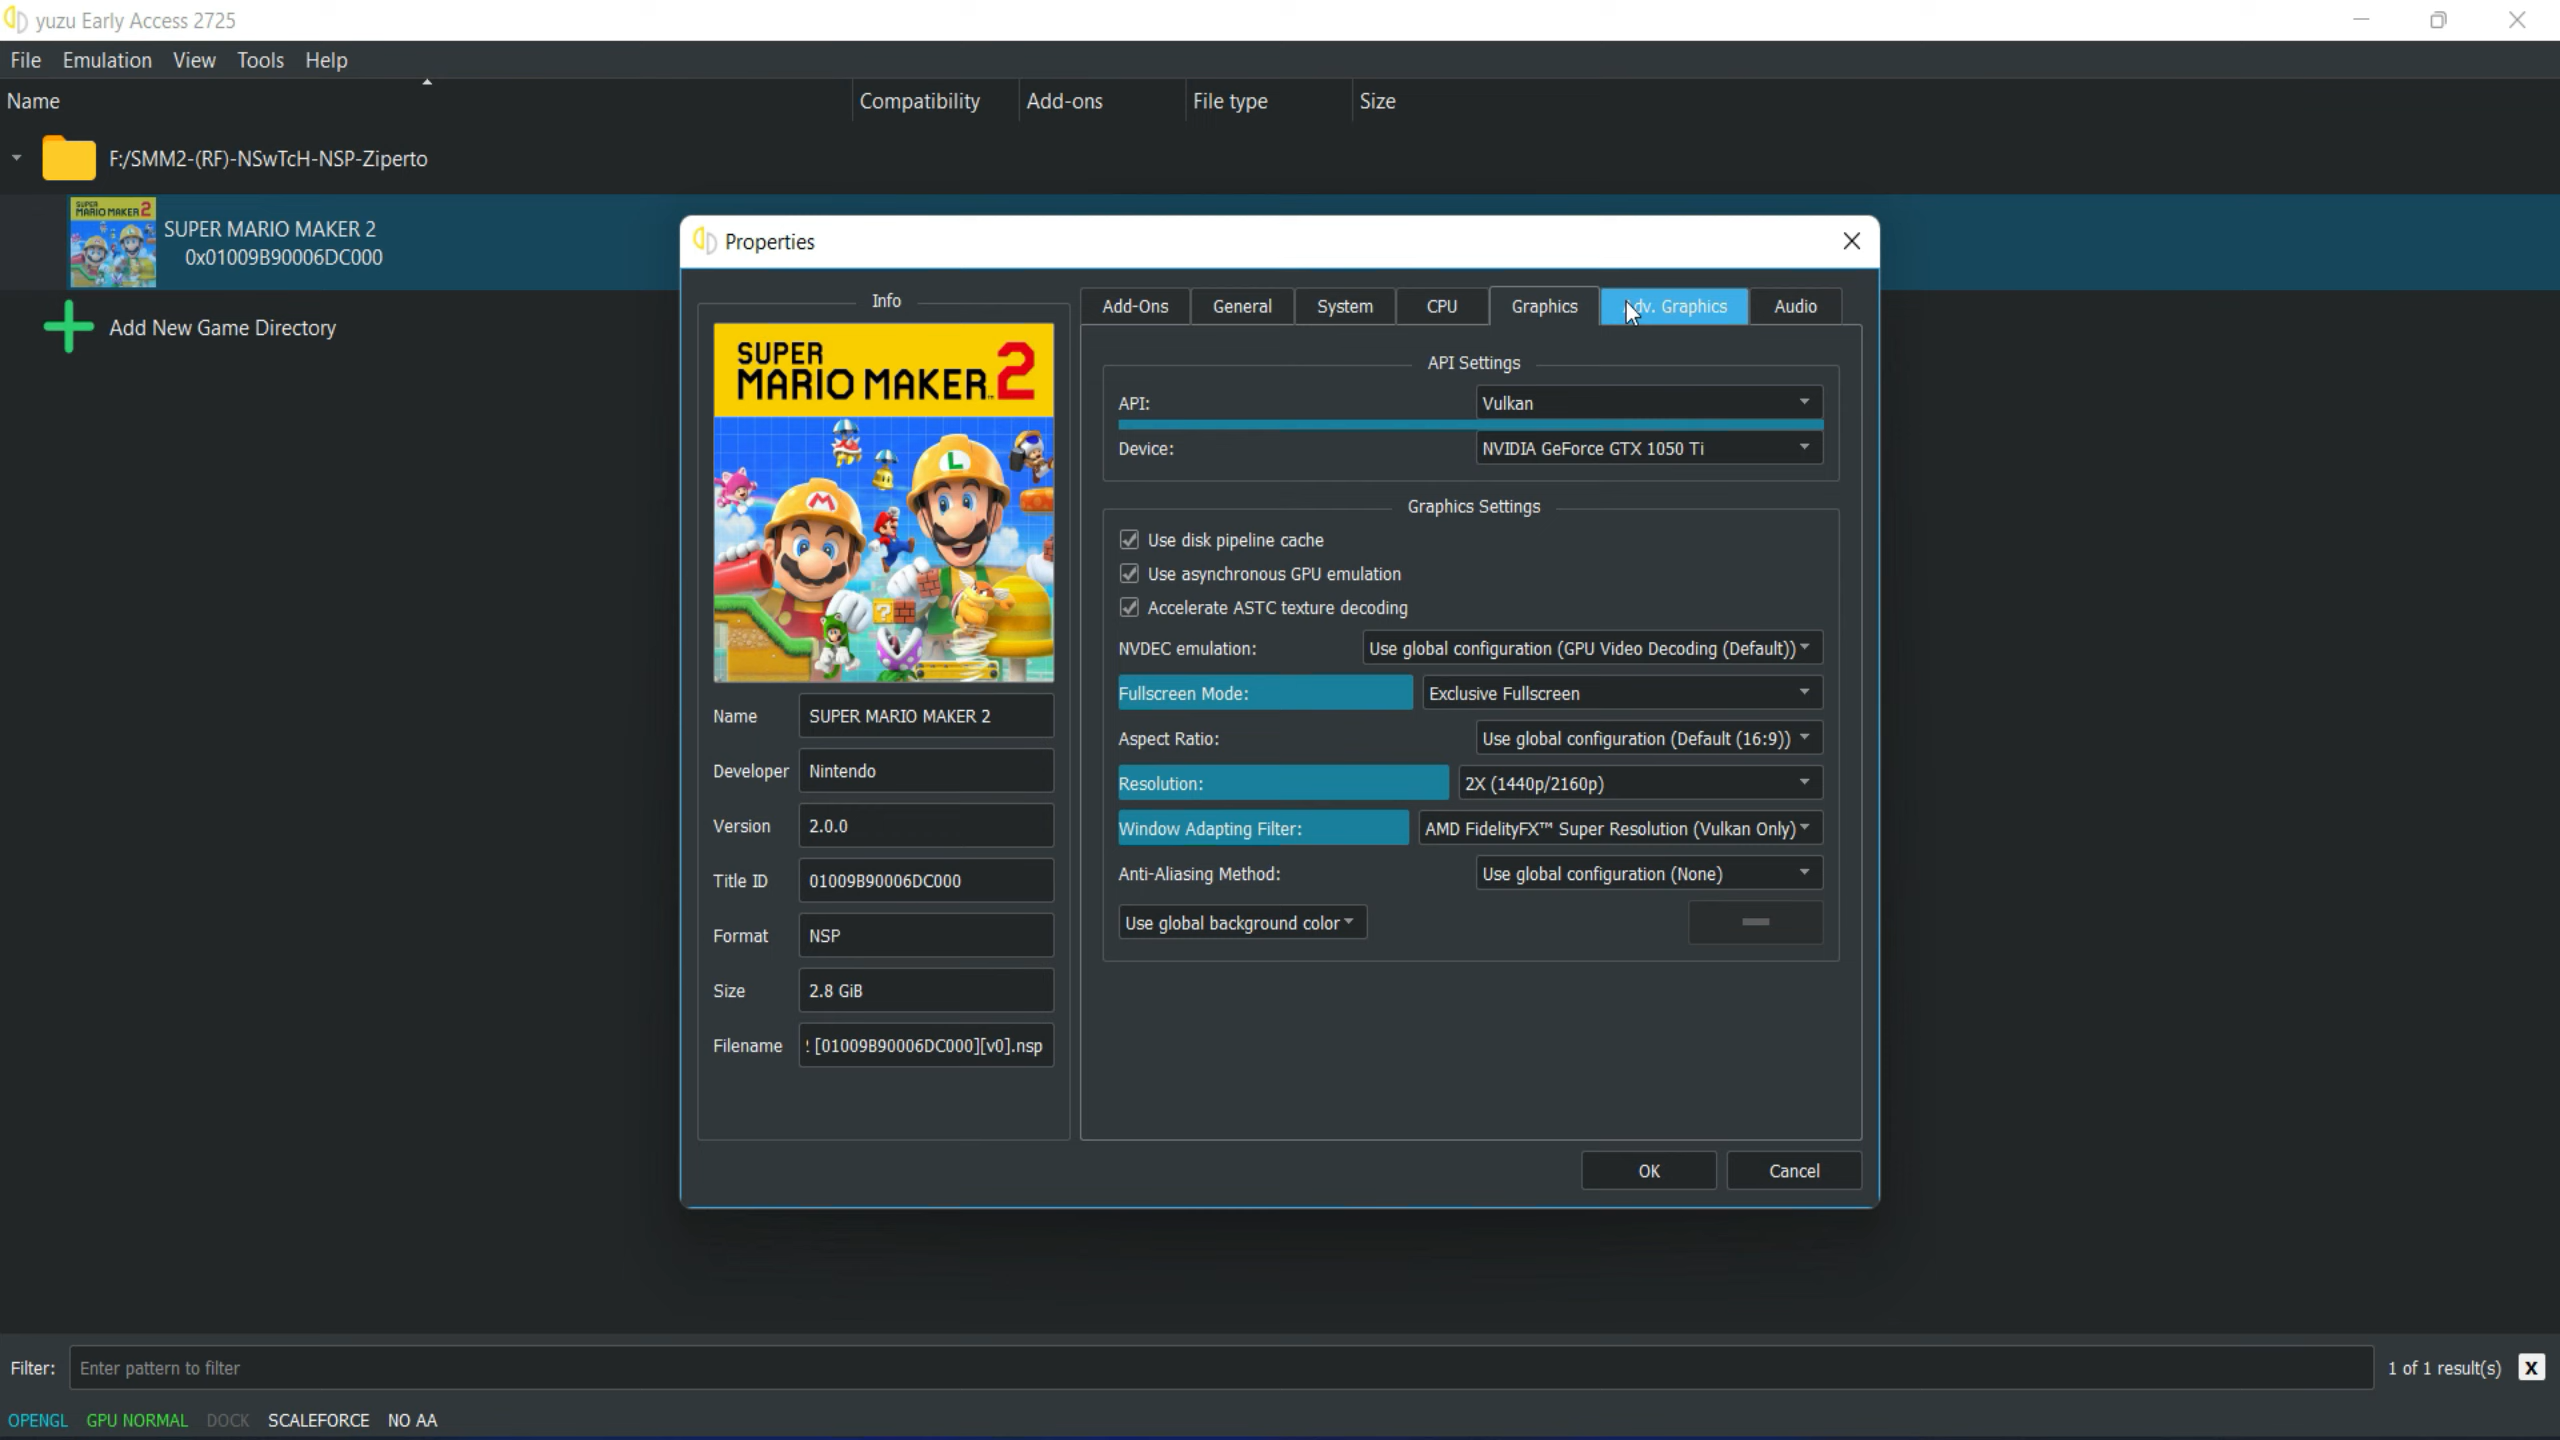 yuzu Early Access 2725
File Emulation View Tools Help
Name Compatibility Add-ons File type Size
F:/SMM2-(RF)-NSwTcH-NSP-Ziperto
SUPER MARIO MAKER 2
SUPER MARIO MAKER 2
0x01009B90006DC000
Add New Game Directory
Properties
Info
SUPER
MARIO MAKER™ 2
Name SUPER MARIO MAKER 2
Developer Nintendo
Version 2.0.0
Title ID 01009B90006DC000
Format NSP
Size 2.8 GiB
Filename ! [01009B90006DC000][v0].nsp
Add-Ons General System CPU Graphics dv. Graphics Audio
API Settings
API: Vulkan
Device: NVIDIA GeForce GTX 1050 Ti
Graphics Settings
Use disk pipeline cache
Use asynchronous GPU emulation
Accelerate ASTC texture decoding
NVDEC emulation: Use global configuration (GPU Video Decoding (Default))
Fullscreen Mode: Exclusive Fullscreen
Aspect Ratio: Use global configuration (Default (16:9))
Resolution: 2X (1440p/2160p)
Window Adapting Filter: AMD FidelityFX™ Super Resolution (Vulkan Only)
Anti-Aliasing Method: Use global configuration (None)
Use global background color
OK Cancel
Filter: Enter pattern to filter 1 of 1 result(s) X
OPENGL GPU NORMAL DOCK SCALEFORCE NO AA